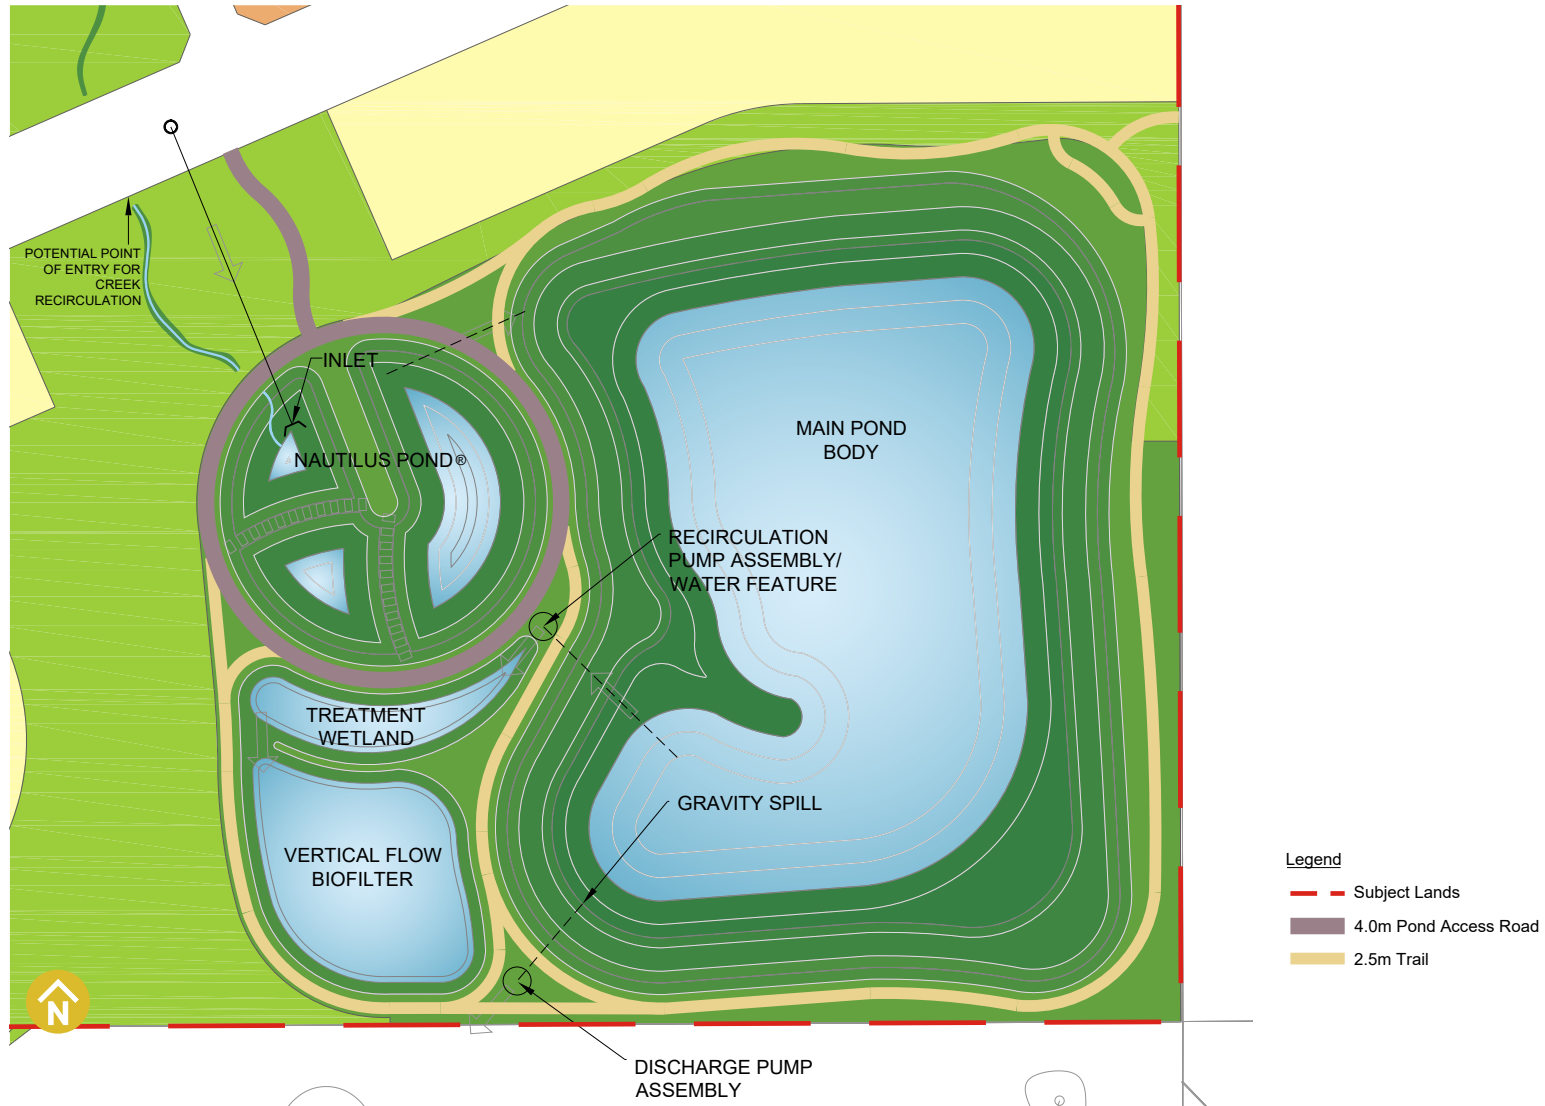 POTENTIAL POINT
OF ENTRY FOR
CREEK
RECIRCULATION
INLET
NAUTILUS POND®
MAIN POND
BODY
RECIRCULATION
PUMP ASSEMBLY/
WATER FEATURE
TREATMENT
WETLAND
GRAVITY SPILL
VERTICAL FLOW
BIOFILTER
DISCHARGE PUMP
ASSEMBLY
N
Legend
Subject Lands
4.0m Pond Access Road
2.5m Trail